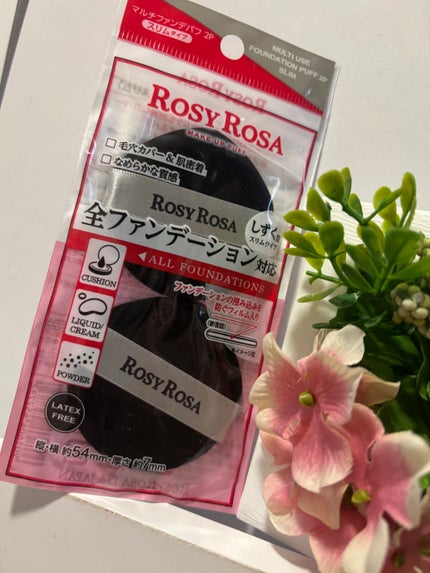 マルチファンデパフ 2P
スリムタイプ
MULTI USE
FOUNDATION PUFF 2P
SLIM
ROSY ROSA
MAKE UP PUFF
□ 毛穴カバー & 肌密着
□ なめらかな質感
ROSY ROSA
しずく型
スリムタイプ
全ファンデーション対応
ALL FOUNDATIONS
CUSHION
ファンデーションの吸い込みを
防ぐフィルム入り
LIQUID/
CREAM
POWDER
ROSY ROSA
LATEX
FREE
縦・横 約54mm・厚さ 約7mm